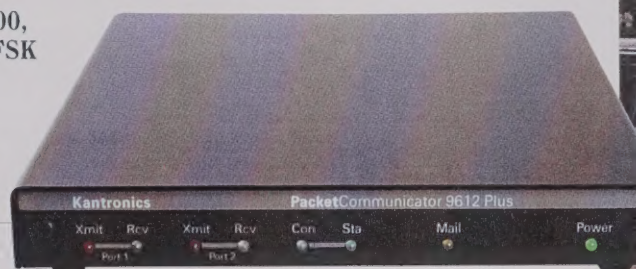 00,
FSK
Kantronics PacketCommunicator 9612 Plus
Xmit Rcv Xmit Rcv Con Sta Mail Power
Port 1 Port 2